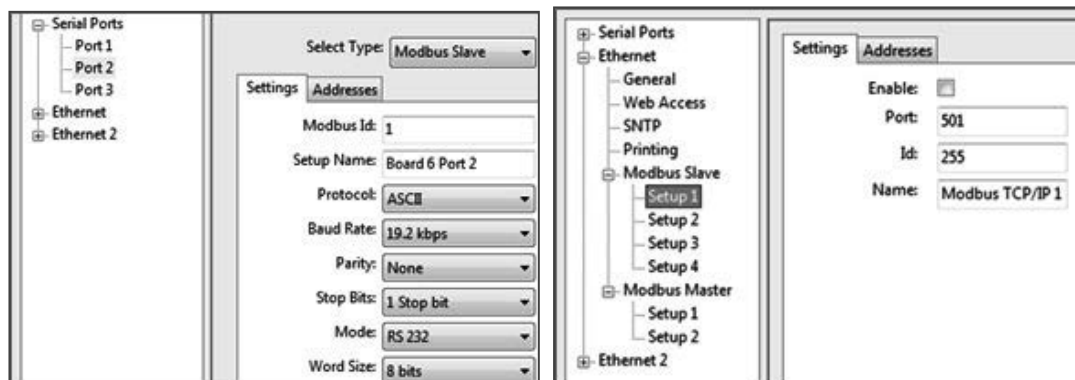 Serial Ports
Port 1
Port 2
Port 3
Ethernet
Ethernet 2
Select Type: Modbus Slave
Settings Addresses
Modbus Id: 1
Setup Name: Board 6 Port 2
Protocol: ASCII
Baud Rate: 19.2 kbps
Parity: None
Stop Bits: 1 Stop bit
Mode: RS 232
Word Size: 8 bits
Serial Ports
Ethernet
General
Web Access
SNTP
Printing
Modbus Slave
Setup 1
Setup 2
Setup 3
Setup 4
Modbus Master
Setup 1
Setup 2
Ethernet 2
Settings Addresses
Enable:
Port: 501
Id: 255
Name: Modbus TCP/IP 1